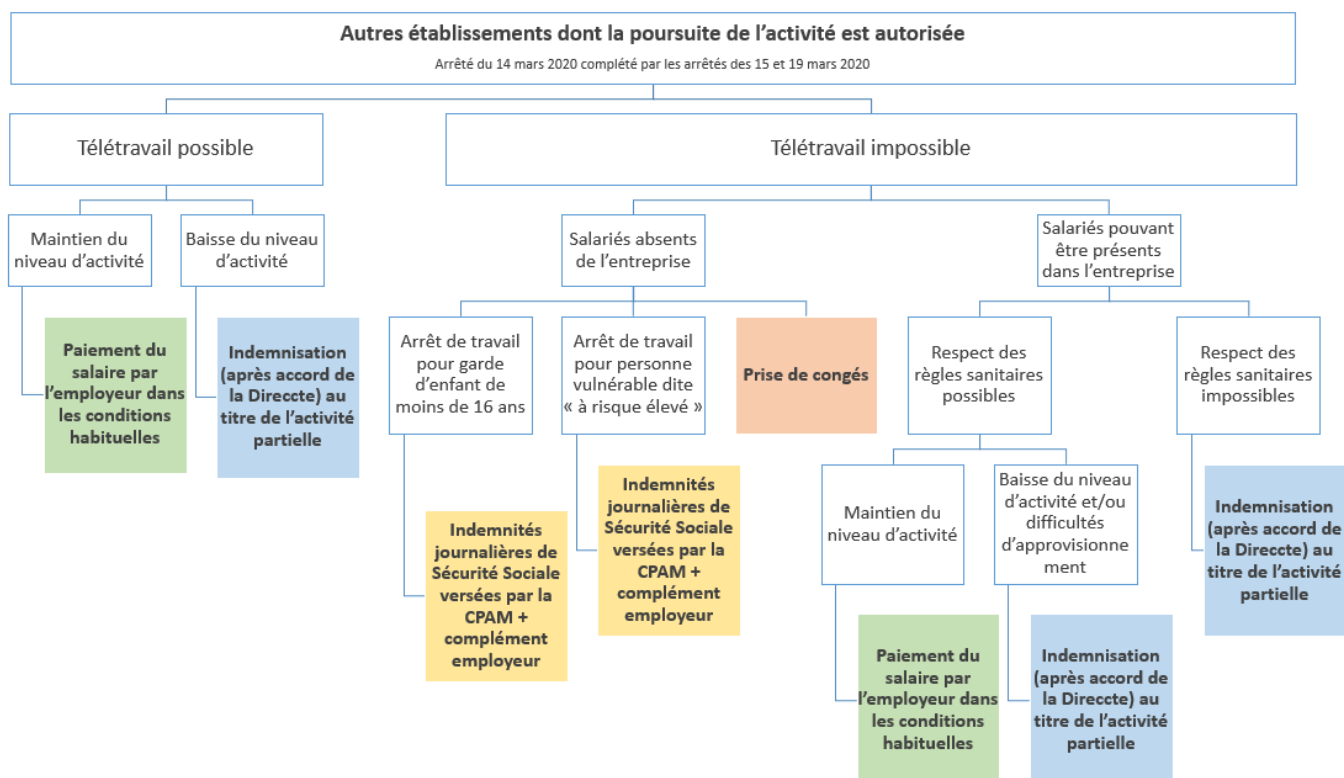 Autres établissements dont la poursuite de l'activité est autorisée
Arrêté du 14 mars 2020 complété par les arrêtés des 15 et 19 mars 2020
Télétravail possible
Télétravail impossible
Maintien du
niveau d'activité
Baisse du niveau
d'activité
Salariés absents
de l'entreprise
Salariés pouvant
être présents
dans l'entreprise
Paiement du
salaire par
l'employeur dans
les conditions
habituelles
Indemnisation
(après accord de
la Direccte) au
titre de l'activité
partielle
Arrêt de travail
pour garde
d'enfant de
moins de 16 ans
Arrêt de travail
pour personne
vulnérable dite
« à risque élevé »
Prise de congés
Respect des
règles sanitaires
possibles
Respect des
règles sanitaires
impossibles
Indemnités
journalières de
Sécurité Sociale
versées par la
CPAM +
complément
employeur
Indemnités
journalières de
Sécurité Sociale
versées par la
CPAM +
complément
employeur
Maintien du
niveau d'activité
Baisse du niveau
d'activité et/ou
difficultés
d'approvisionne
ment
Indemnisation
(après accord de
la Direccte) au
titre de l'activité
partielle
Paiement du
salaire par
l'employeur dans
les conditions
habituelles
Indemnisation
(après accord de
la Direccte) au
titre de l'activité
partielle